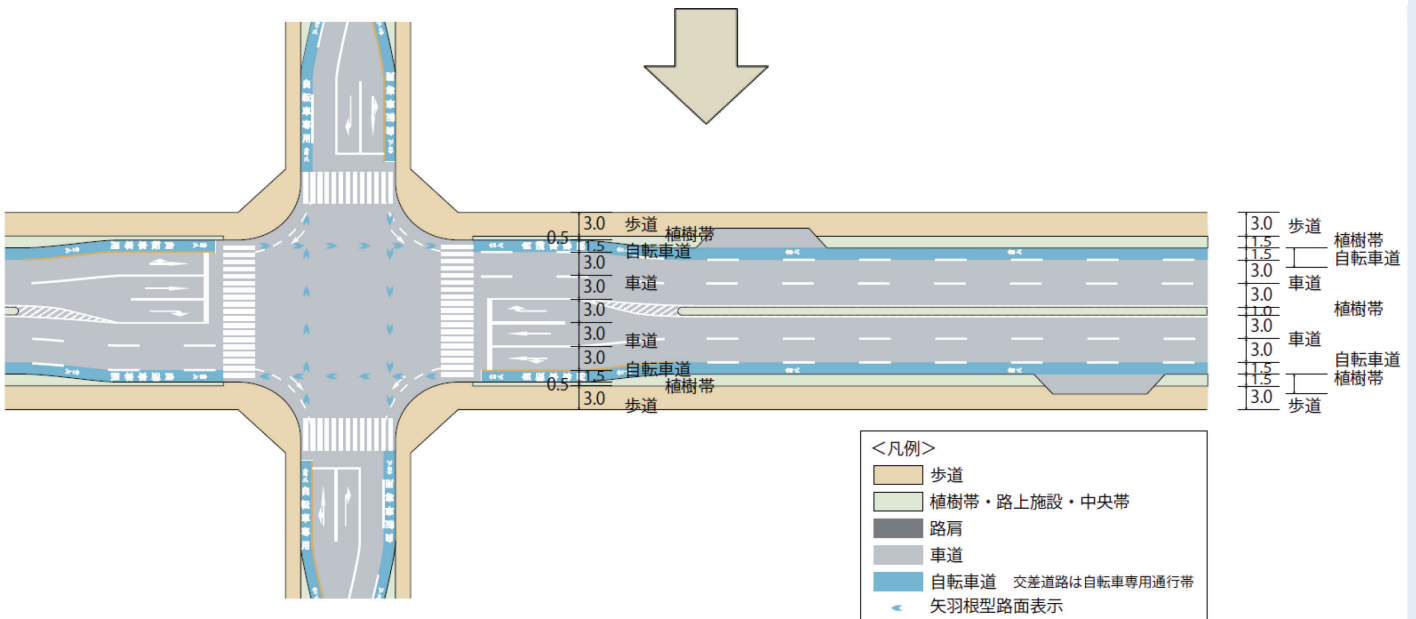 3.0 歩道
0.5 植樹帯
1.5 自転車道
3.0
3.0 車道
3.0
3.0 車道
3.0
1.5 自転車道
0.5 植樹帯
3.0 歩道
3.0 歩道
1.5 植樹帯
1.5 自転車道
3.0 車道
3.0
1.0 植樹帯
3.0 車道
3.0
1.5 自転車道
1.5 植樹帯
3.0 歩道
<凡例>
歩道
植樹帯・路上施設・中央帯
路肩
車道
自転車道 交差道路は自転車専用通行帯
矢羽根型路面表示